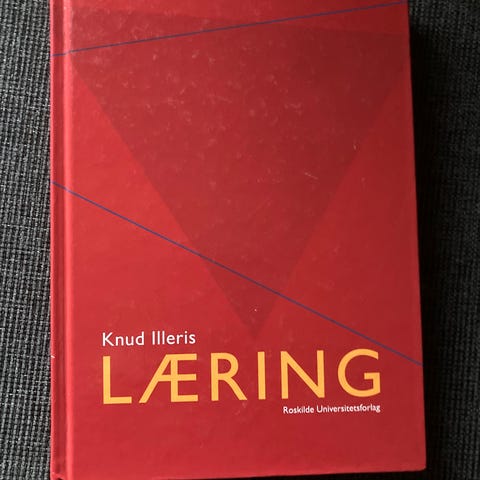 Knud Illeris
LÆRING
Roskilde Universitetsforlag